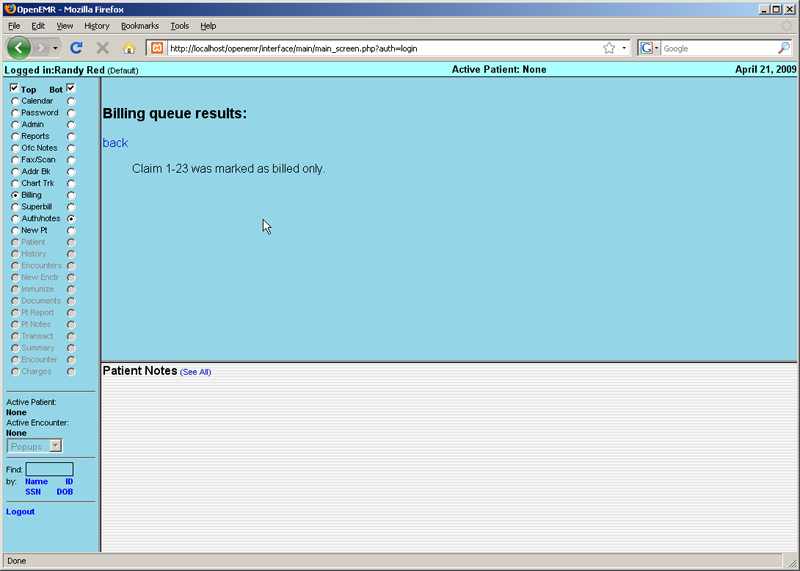 OpenEMR - Mozilla Firefox
File Edit View History Bookmarks Tools Help
http://localhost/openemr/interface/main/main_screen.php?auth=login
Google
Logged in:Randy Red (Default) Active Patient: None April 21, 2009
Top Bot
Calendar
Password
Admin
Reports
Ofc Notes
Fax/Scan
Addr Bk
Chart Trk
Billing
Superbill
Auth/notes
New Pt
Patient
History
Encounters
New Enctr
Immunize
Documents
Pt Report
Pt Notes
Transact
Summary
Encounter
Charges
Active Patient:
None
Active Encounter:
None
Popups
Find:
by: Name ID
SSN DOB
Logout
Billing queue results:
back
Claim 1-23 was marked as billed only.
Patient Notes (See All)
Done